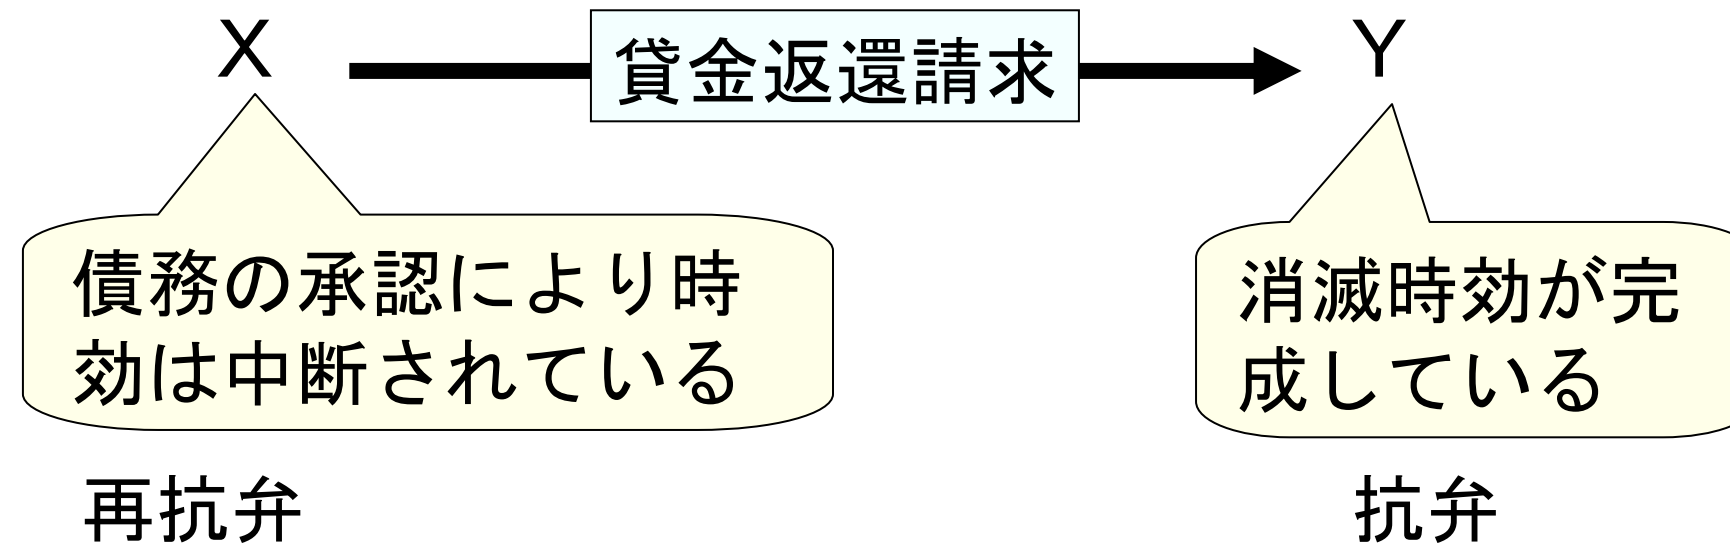 X
貸金返還請求
Y
債務の承認により時
効は中断されている
消滅時効が完
成している
再抗弁
抗弁